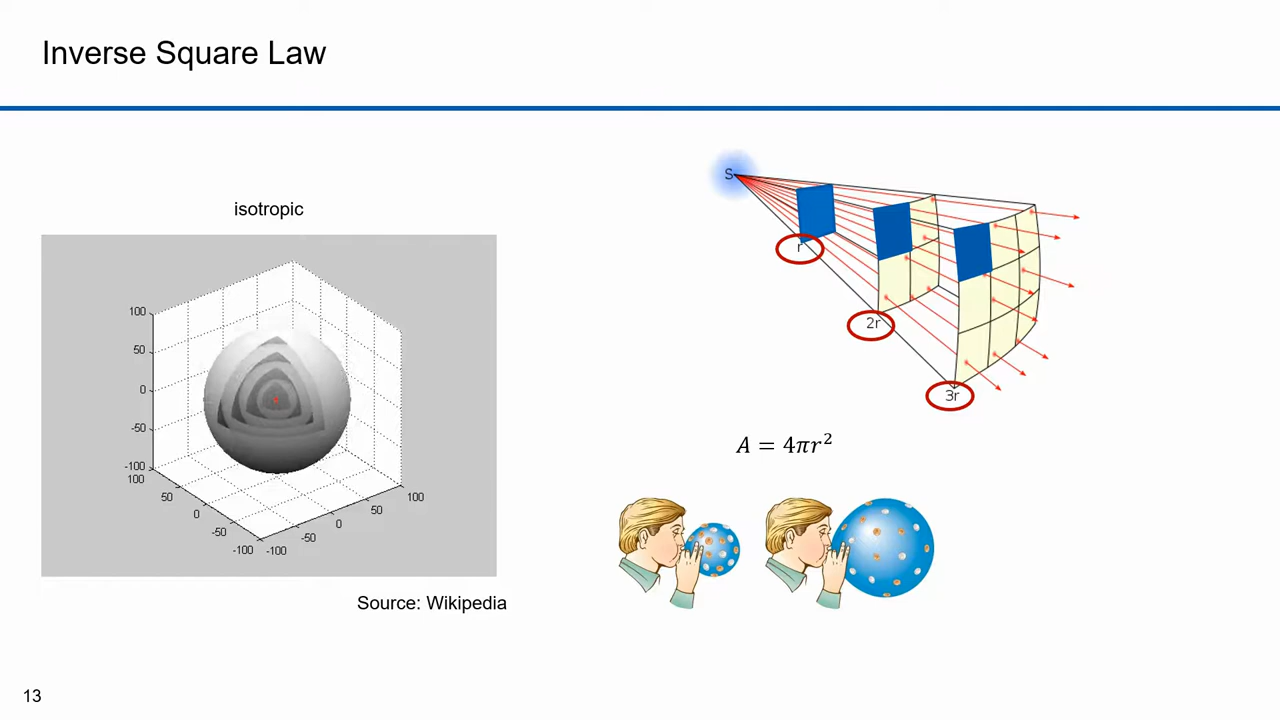 Inverse Square Law
isotropic
100
50
0
-50
-100
100
50
0
-50
-100
-100
-50
0
50
100
Source: Wikipedia
S
r
2r
3r
A = 4πr²
13